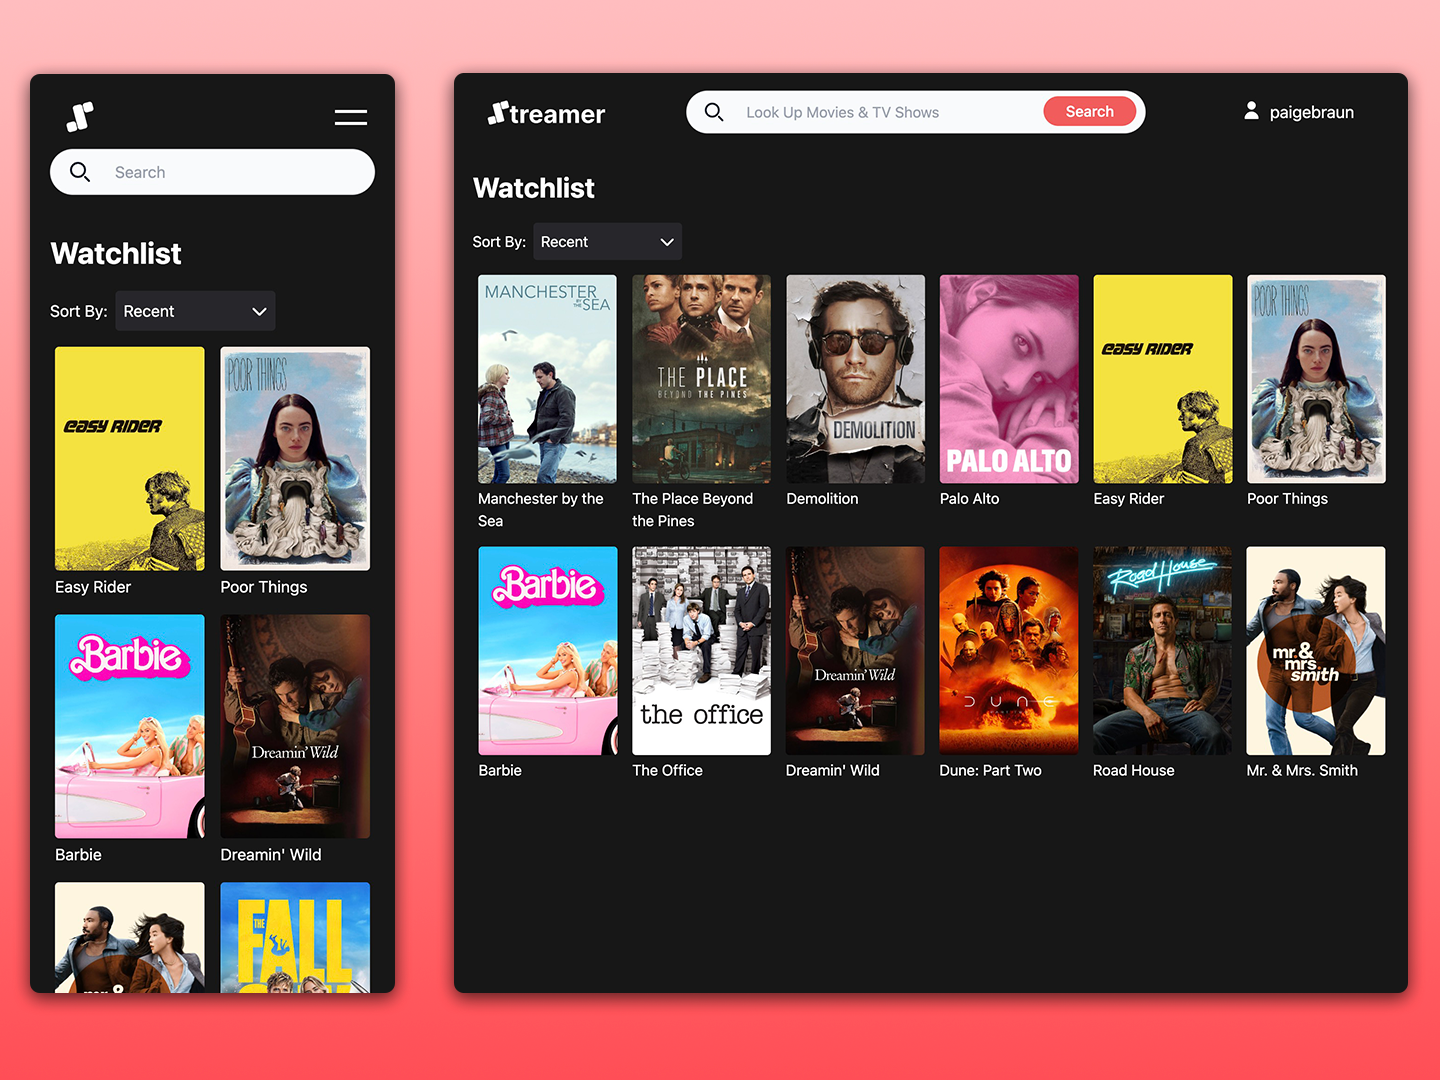 Search
Watchlist
Sort By: Recent
EASY RIDER
POOR THINGS
Easy Rider
Poor Things
Barbie
Dreamin' Wild
Barbie
Dreamin' Wild
THE
FALL
Streamer
Look Up Movies & TV Shows
Search
paigebraun
Watchlist
Sort By: Recent
MANCHESTER
BY THE SEA
THE PLACE
BEYOND THE PINES
DEMOLITION
PALO ALTO
EASY RIDER
POOR THINGS
Manchester by the
Sea
The Place Beyond
the Pines
Demolition
Palo Alto
Easy Rider
Poor Things
Barbie
the office
Dreamin' Wild
DUNE
Road House
mr. &
mrs.
smith
Barbie
The Office
Dreamin' Wild
Dune: Part Two
Road House
Mr. & Mrs. Smith